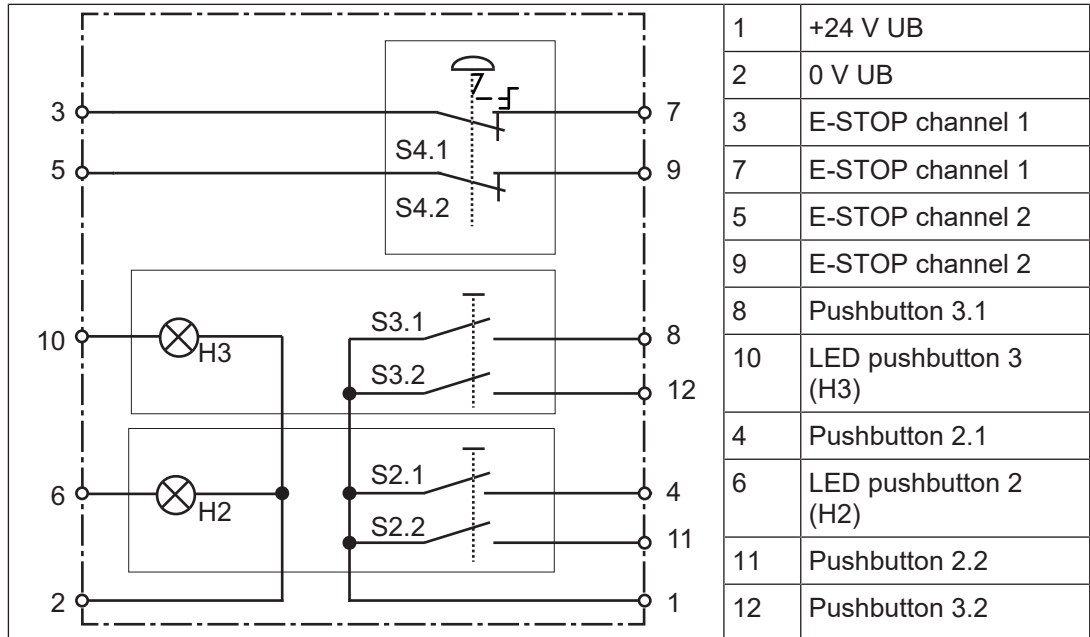 3
7
S4.1
5
9
S4.2
10
H3
S3.1
8
S3.2
12
6
H2
S2.1
4
S2.2
11
2
1
1 +24 V UB
2 0 V UB
3 E-STOP channel 1
7 E-STOP channel 1
5 E-STOP channel 2
9 E-STOP channel 2
8 Pushbutton 3.1
10 LED pushbutton 3
(H3)
4 Pushbutton 2.1
6 LED pushbutton 2
(H2)
11 Pushbutton 2.2
12 Pushbutton 3.2